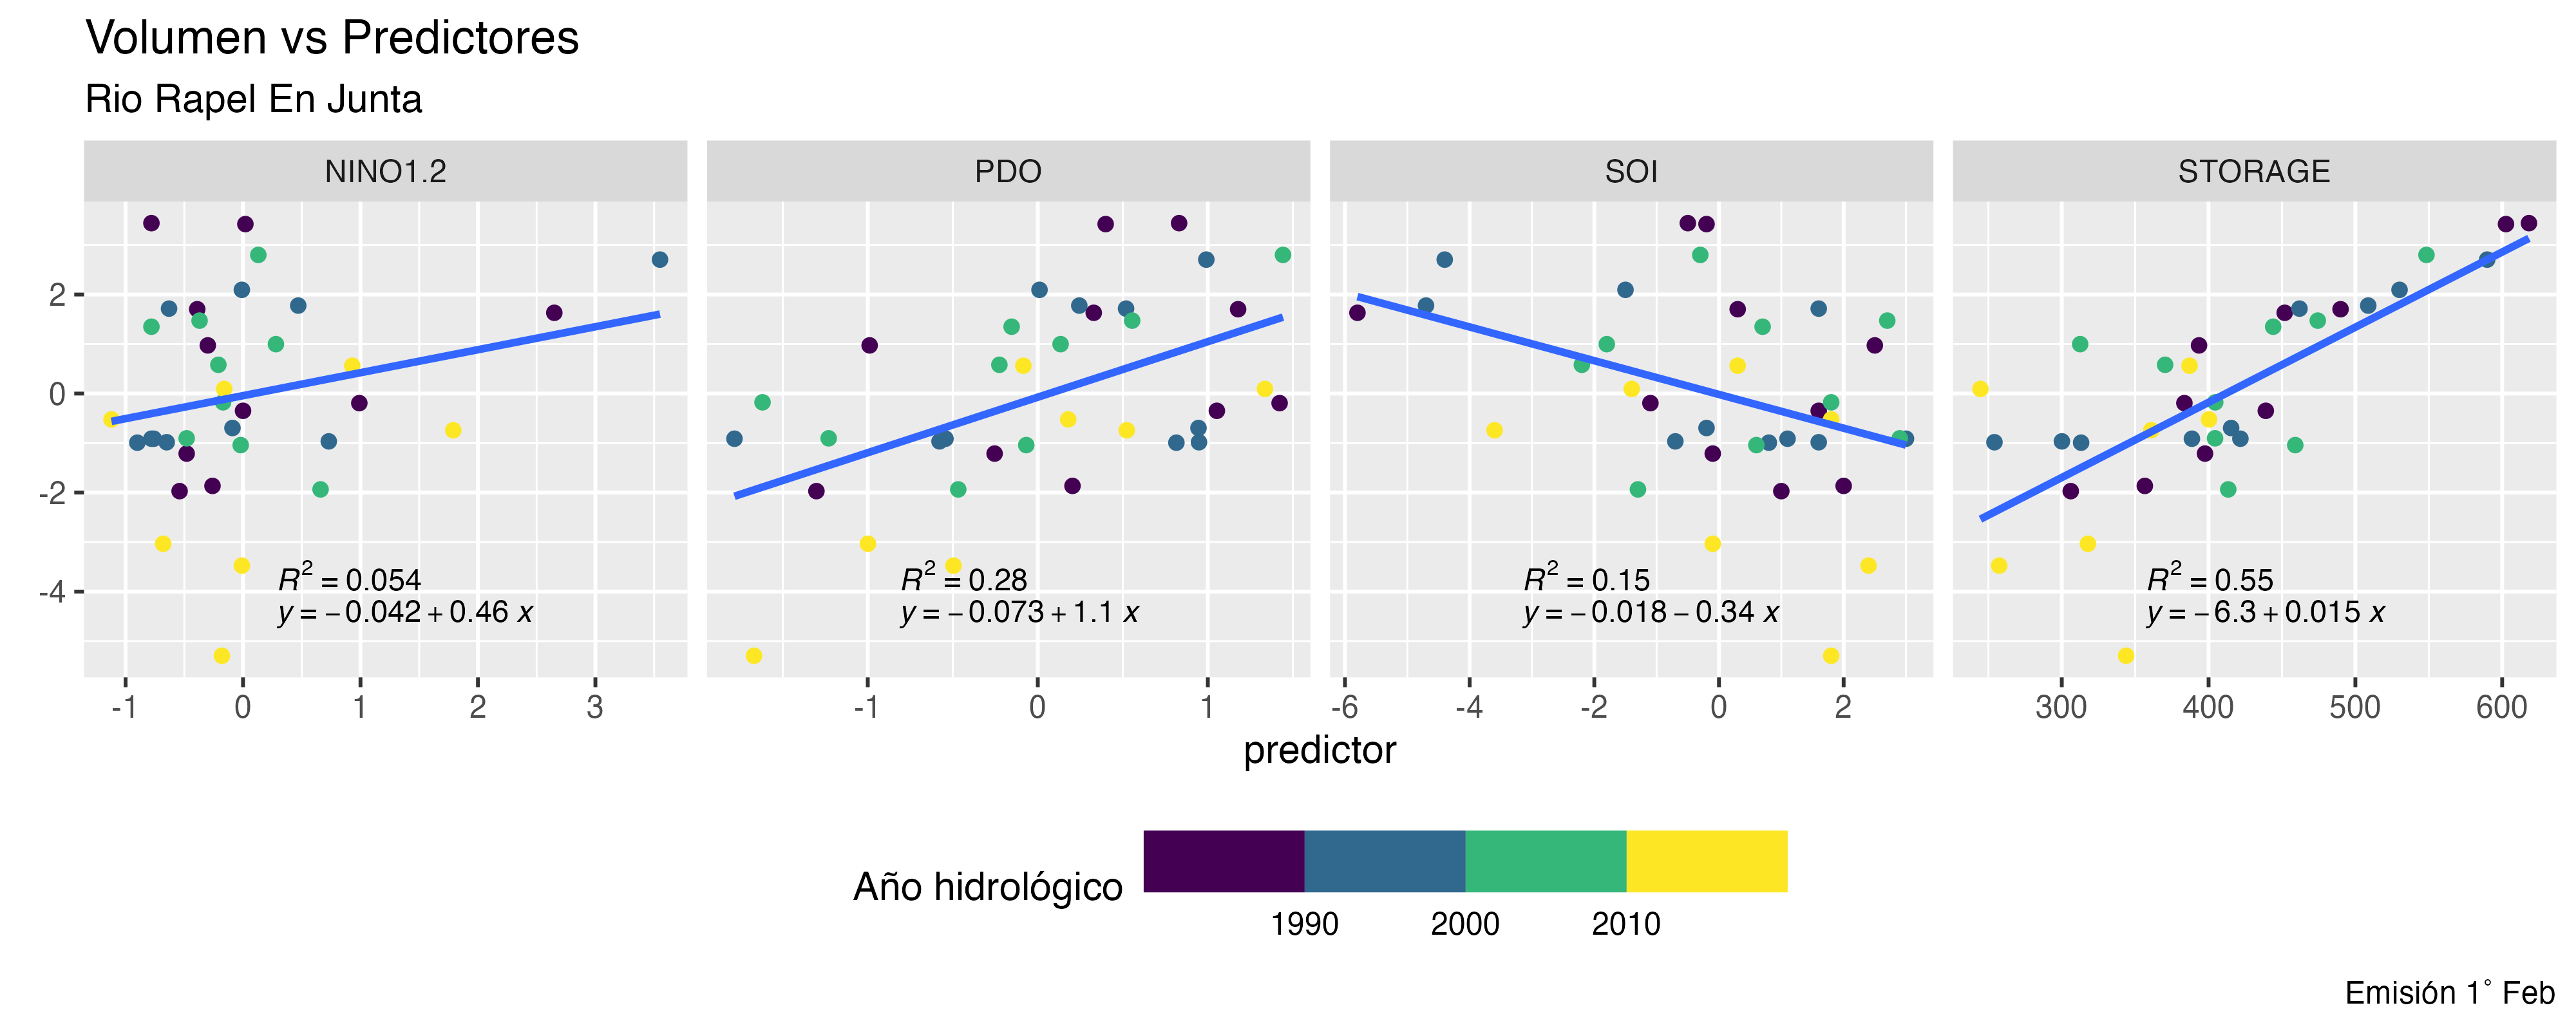 Volumen vs Predictores
Rio Rapel En Junta
NINO1.2 PDO SOI STORAGE
2
0
-2
-4
R² = 0.054 R² = 0.28 R² = 0.15 R² = 0.55
y = −0.042 + 0.46 x y = −0.073 + 1.1 x y = −0.018 − 0.34 x y = −6.3 + 0.015 x
-1 0 1 2 3 -1 0 1 -6 -4 -2 0 2 300 400 500 600
predictor
Año hidrológico
1990 2000 2010
Emisión 1° Feb